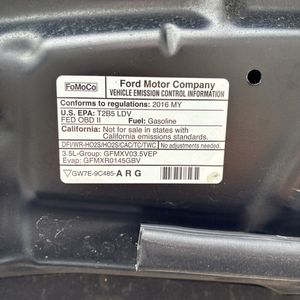 FoMoCo
Ford Motor Company
VEHICLE EMISSION CONTROL INFORMATION
Conforms to regulations: 2016 MY
U.S. EPA: T2B5 LDV
FED OBD II Fuel: Gasoline
California: Not for sale in states with
California emissions standards.
DFI/WR-HO2S/HO2S/CAC/TC/TWC No adjustments needed.
3.5L-Group: GFMXV03.5VEP
Evap: GFMXR0145GBV
GW7E-9C485-A R G